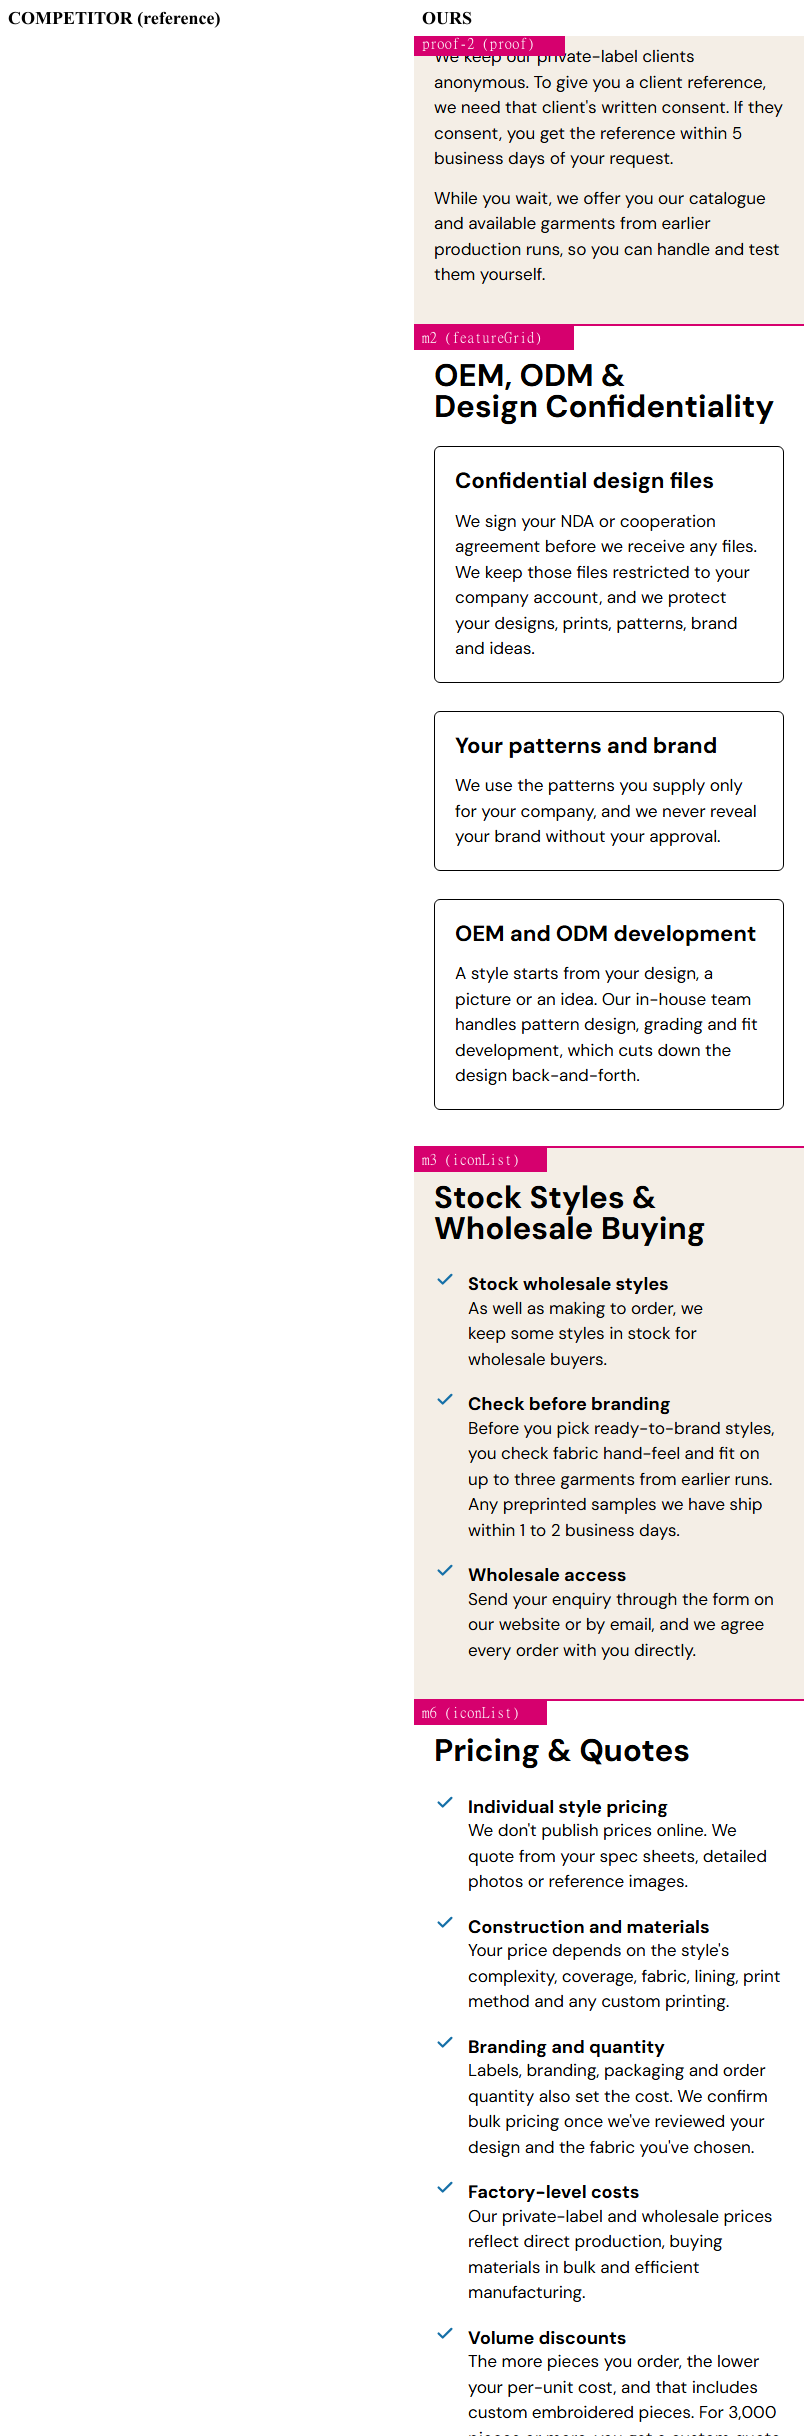 COMPETITOR (reference)
OURS
proof-2 (proof)
We keep our private-label clients
anonymous. To give you a client reference,
we need that client's written consent. If they
consent, you get the reference within 5
business days of your request.
While you wait, we offer you our catalogue
and available garments from earlier
production runs, so you can handle and test
them yourself.
m2 (featureGrid)
OEM, ODM &
Design Confidentiality
Confidential design files
We sign your NDA or cooperation
agreement before we receive any files.
We keep those files restricted to your
company account, and we protect
your designs, prints, patterns, brand
and ideas.
Your patterns and brand
We use the patterns you supply only
for your company, and we never reveal
your brand without your approval.
OEM and ODM development
A style starts from your design, a
picture or an idea. Our in-house team
handles pattern design, grading and fit
development, which cuts down the
design back-and-forth.
m3 (iconList)
Stock Styles &
Wholesale Buying
Stock wholesale styles
As well as making to order, we
keep some styles in stock for
wholesale buyers.
Check before branding
Before you pick ready-to-brand styles,
you check fabric hand-feel and fit on
up to three garments from earlier runs.
Any preprinted samples we have ship
within 1 to 2 business days.
Wholesale access
Send your enquiry through the form on
our website or by email, and we agree
every order with you directly.
m6 (iconList)
Pricing & Quotes
Individual style pricing
We don't publish prices online. We
quote from your spec sheets, detailed
photos or reference images.
Construction and materials
Your price depends on the style's
complexity, coverage, fabric, lining, print
method and any custom printing.
Branding and quantity
Labels, branding, packaging and order
quantity also set the cost. We confirm
bulk pricing once we've reviewed your
design and the fabric you've chosen.
Factory-level costs
Our private-label and wholesale prices
reflect direct production, buying
materials in bulk and efficient
manufacturing.
Volume discounts
The more pieces you order, the lower
your per-unit cost, and that includes
custom embroidered pieces. For 3,000